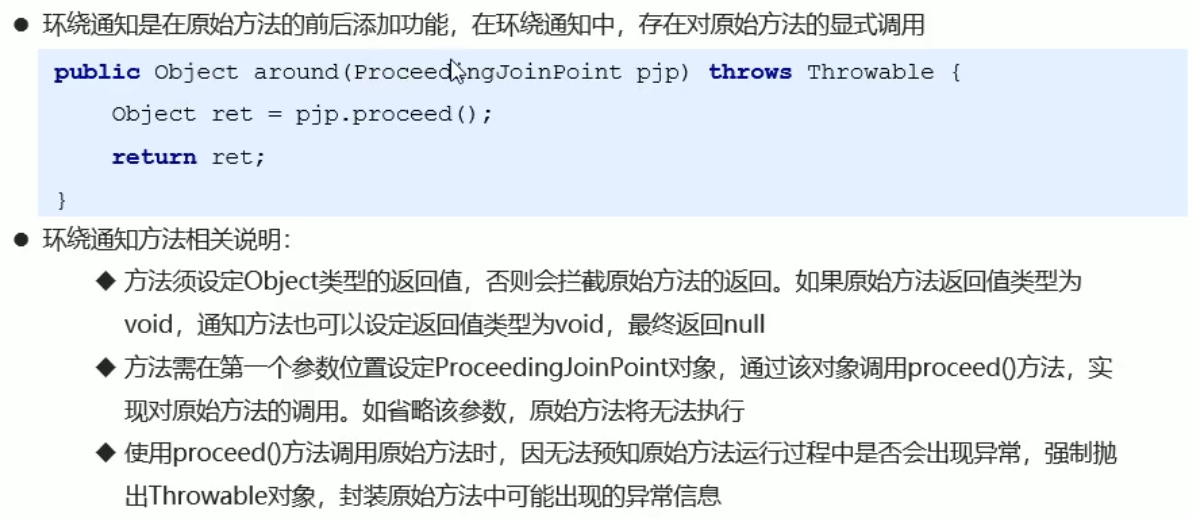 ● 环绕通知是在原始方法的前后添加功能，在环绕通知中，存在对原始方法的显式调用
public Object around(ProceedingJoinPoint pjp) throws Throwable {
    Object ret = pjp.proceed();
    return ret;
}
● 环绕通知方法相关说明：
◆ 方法须设定Object类型的返回值，否则会拦截原始方法的返回。如果原始方法返回值类型为
void，通知方法也可以设定返回值类型为void，最终返回null
◆ 方法需在第一个参数位置设定ProceedingJoinPoint对象，通过该对象调用proceed()方法，实
现对原始方法的调用。如省略该参数，原始方法将无法执行
◆ 使用proceed()方法调用原始方法时，因无法预知原始方法运行过程中是否会出现异常，强制抛
出Throwable对象，封装原始方法中可能出现的异常信息